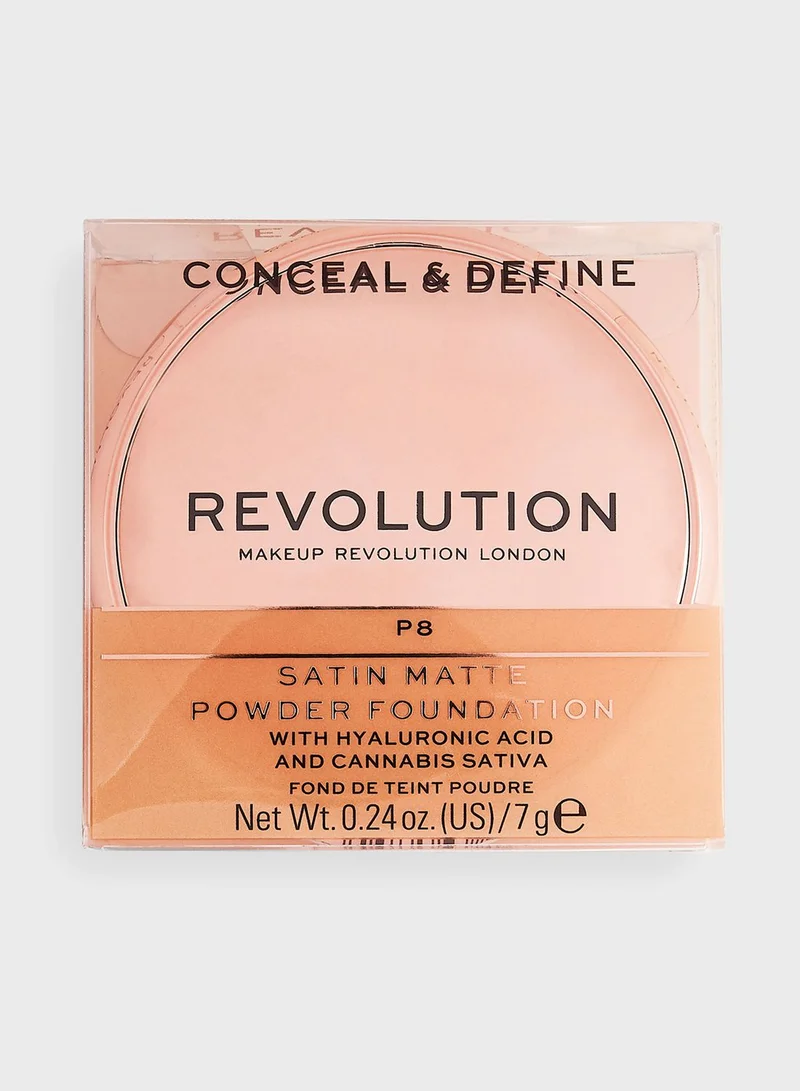 CONCEAL & DEFINE
REVOLUTION
MAKEUP REVOLUTION LONDON
P8
SATIN MATTE
POWDER FOUNDATION
WITH HYALURONIC ACID
AND CANNABIS SATIVA
FOND DE TEINT POUDRE
Net Wt. 0.24 oz. (US)/7 g e